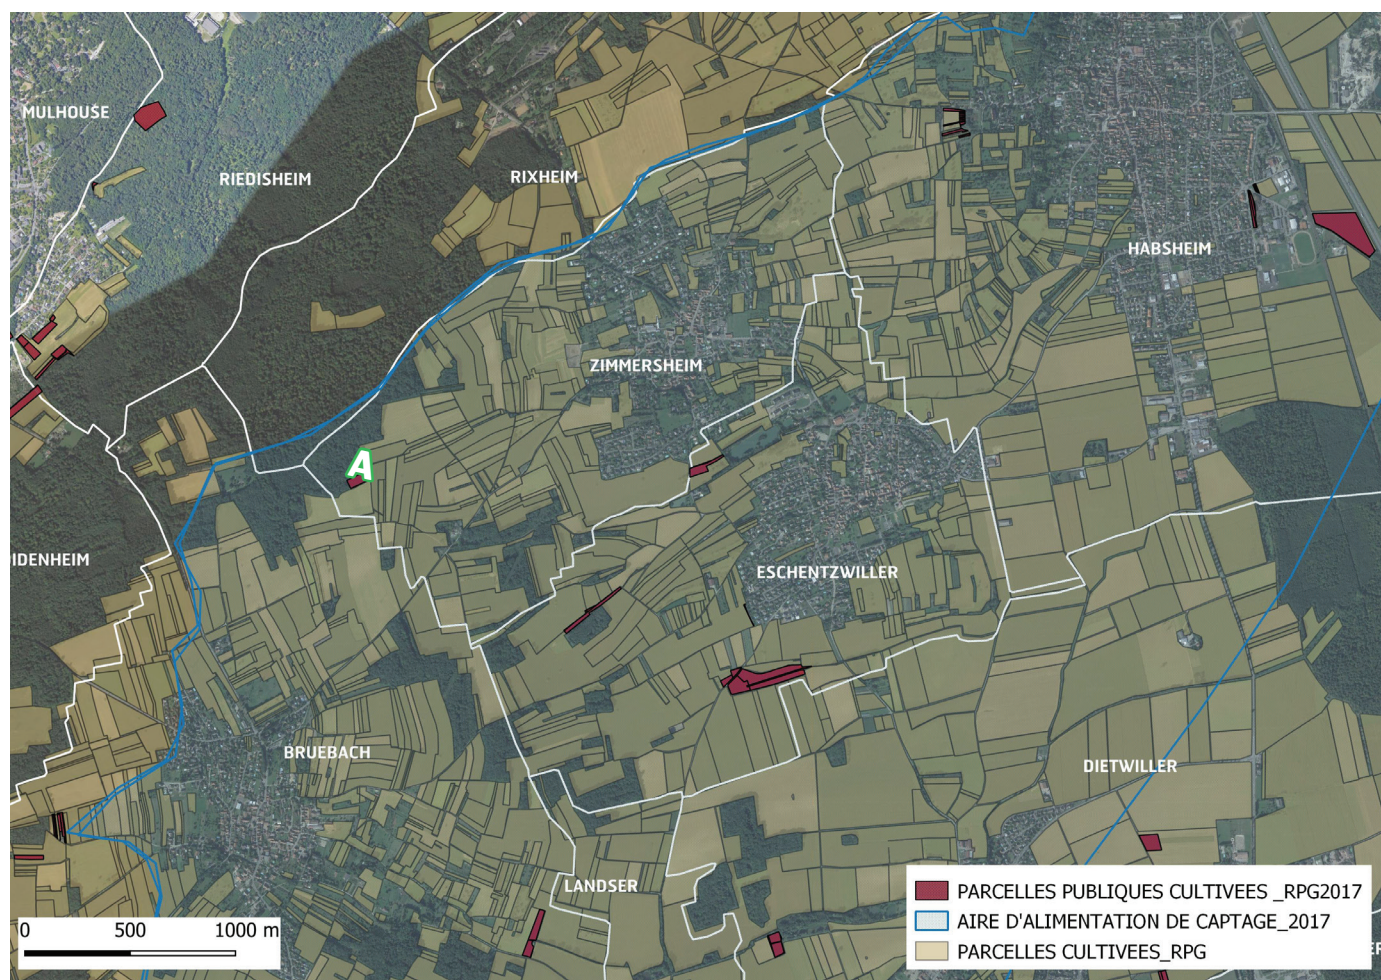 MULHOUSE
RIEDISHEIM
RIXHEIM
HABSHEIM
ZIMMERSHEIM
A
IDENHEIM
ESCHENTZWILLER
BRUEBACH
DIETWILLER
LANDSER
PARCELLES PUBLIQUES CULTIVEES _RPG2017
AIRE D'ALIMENTATION DE CAPTAGE_2017
PARCELLES CULTIVEES_RPG
0 500 1000 m